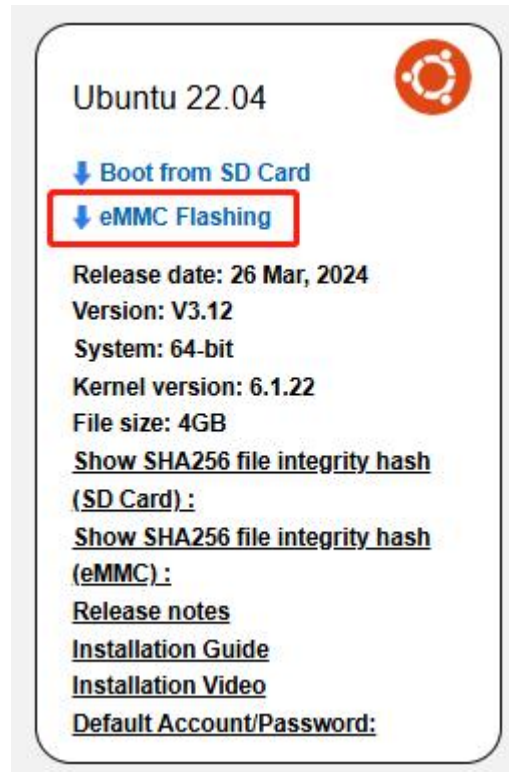 Ubuntu 22.04
Boot from SD Card
eMMC Flashing
Release date: 26 Mar, 2024
Version: V3.12
System: 64-bit
Kernel version: 6.1.22
File size: 4GB
Show SHA256 file integrity hash
(SD Card) :
Show SHA256 file integrity hash
(eMMC) :
Release notes
Installation Guide
Installation Video
Default Account/Password: